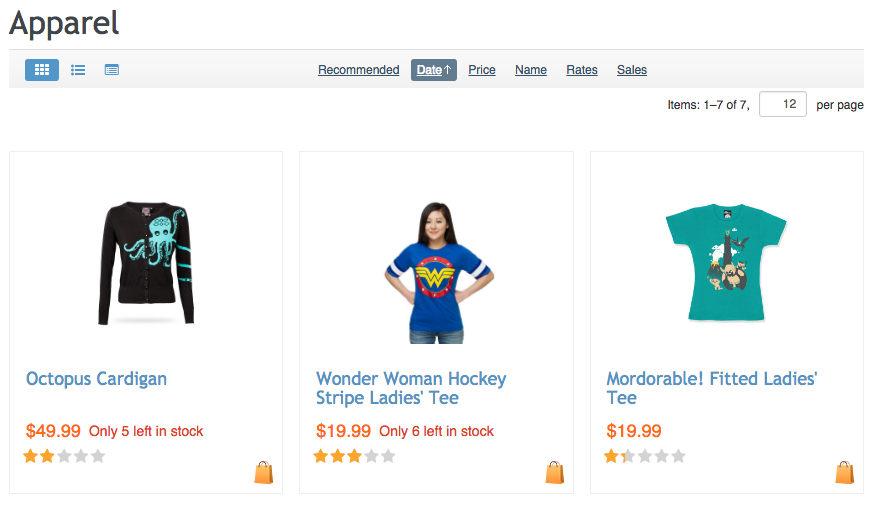 Apparel
Recommended Date↑ Price Name Rates Sales
Items: 1–7 of 7, 12 per page
Octopus Cardigan
$49.99 Only 5 left in stock
Wonder Woman Hockey
Stripe Ladies' Tee
$19.99 Only 6 left in stock
Mordorable! Fitted Ladies'
Tee
$19.99